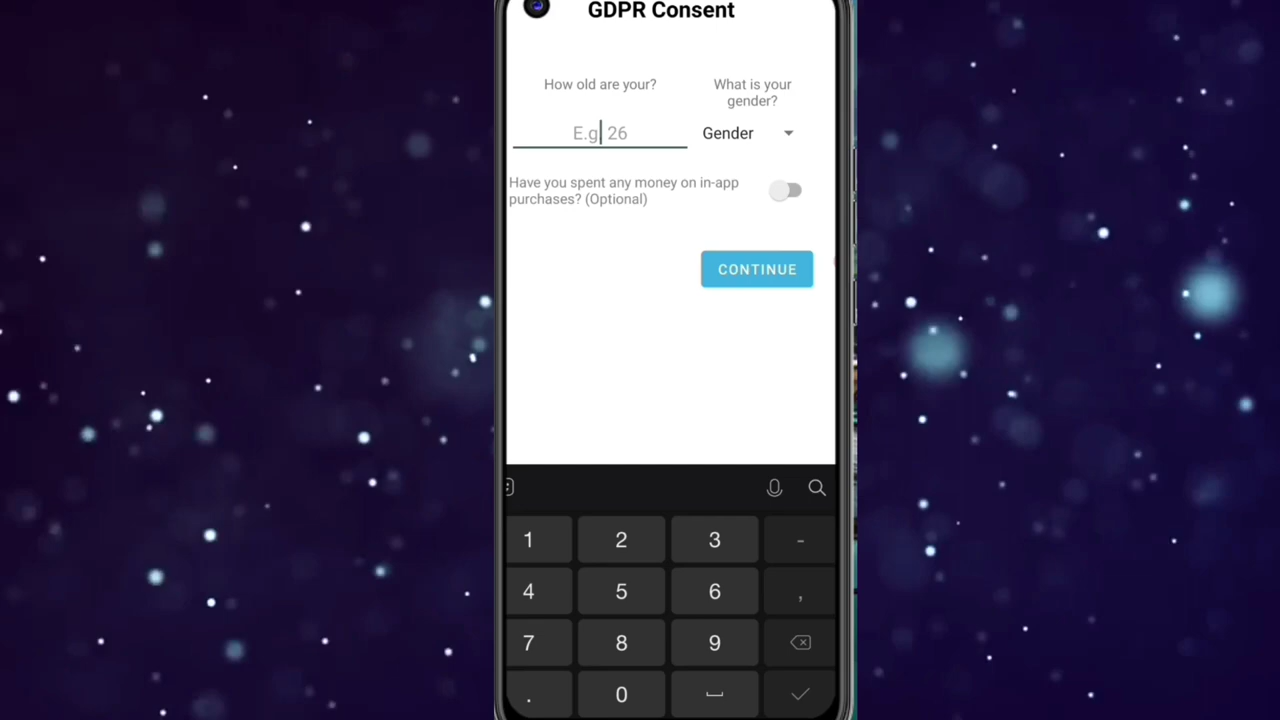 GDPR Consent
How old are your?
What is your
gender?
E.g 26
Gender
Have you spent any money on in-app
purchases? (Optional)
CONTINUE
1 2 3 -
4 5 6 ,
7 8 9
. 0